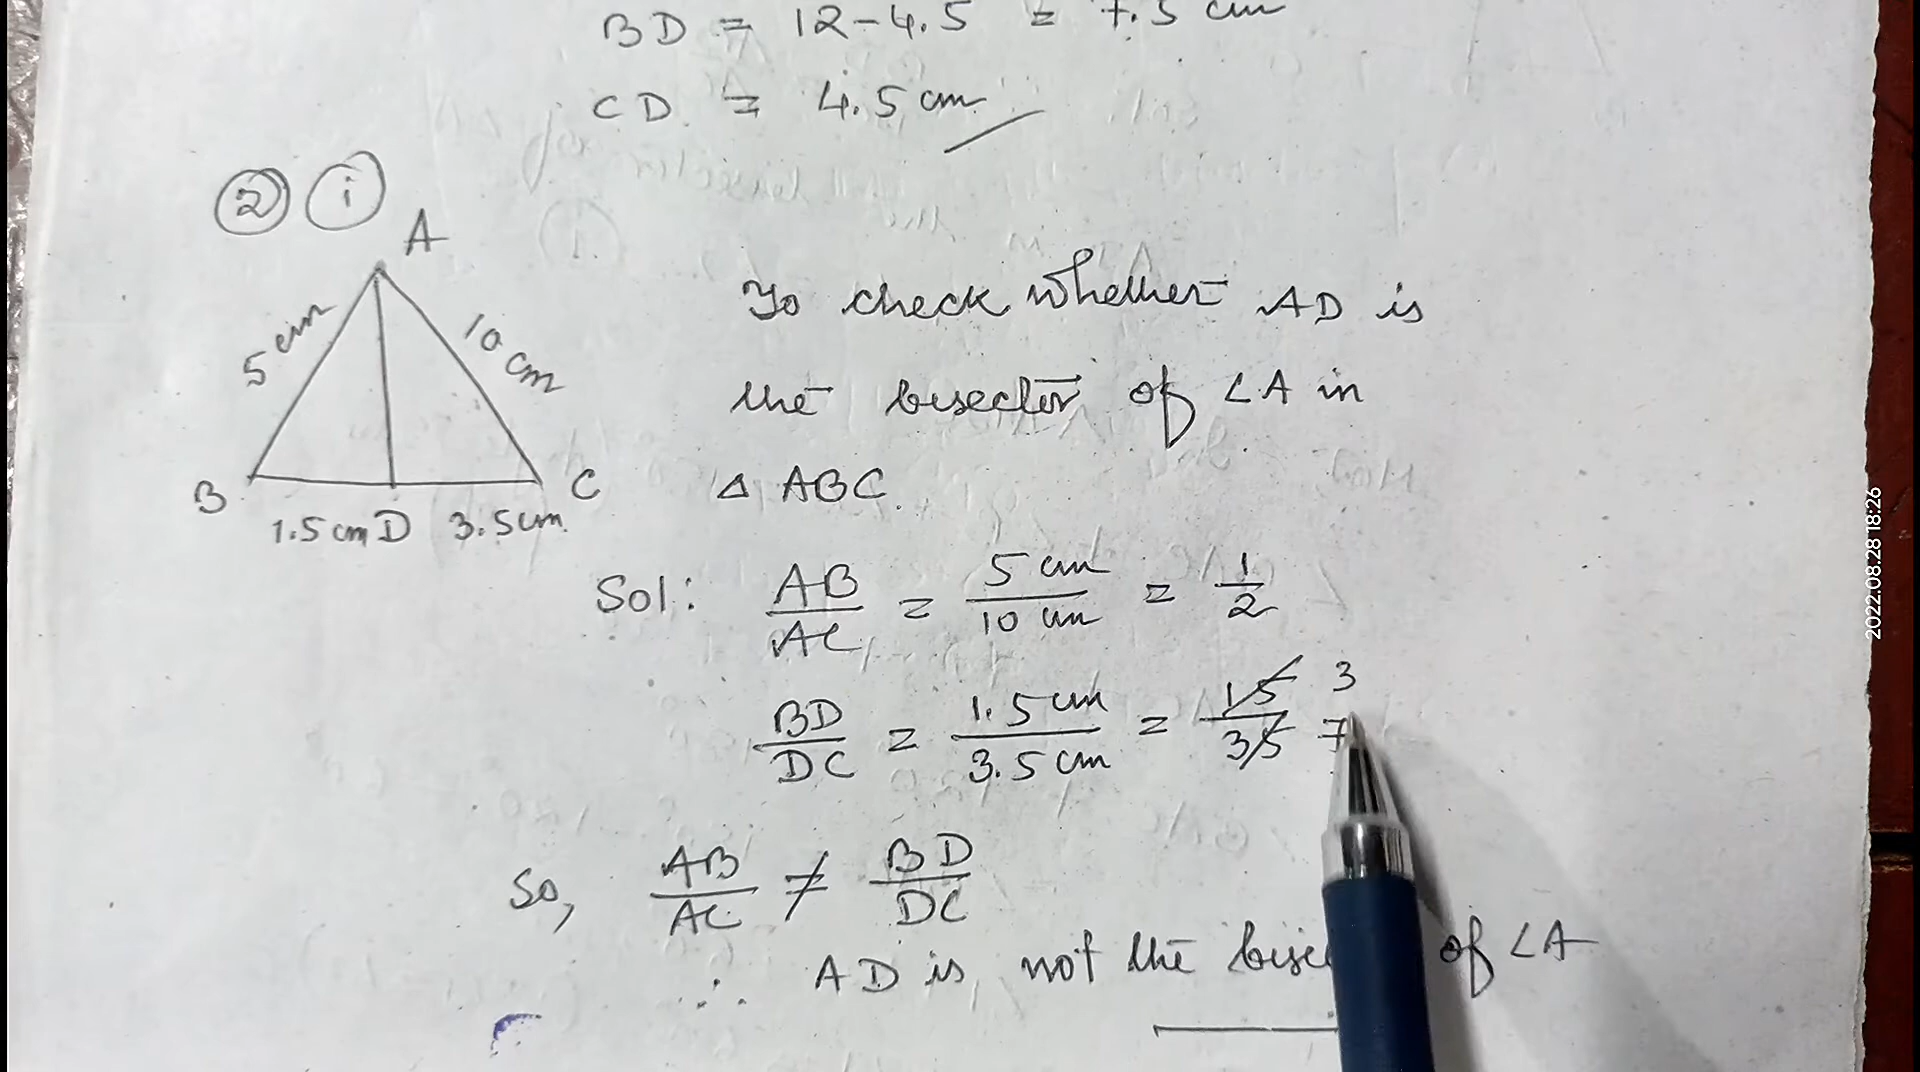 BD = 12 - 4.5 = 7.5 cm
CD = 4.5 cm
2 i
A
5 cm
10 cm
B
C
1.5 cm D 3.5 cm
To check whether AD is
the bisector of ∠A in
△ ABC
Sol: AB/AC = 5 cm/10 cm = 1/2
BD/DC = 1.5 cm/3.5 cm = 15/35 3/7
So, AB/AC ≠ BD/DC
∴ AD is not the of ∠A
2022.08.28 18:26